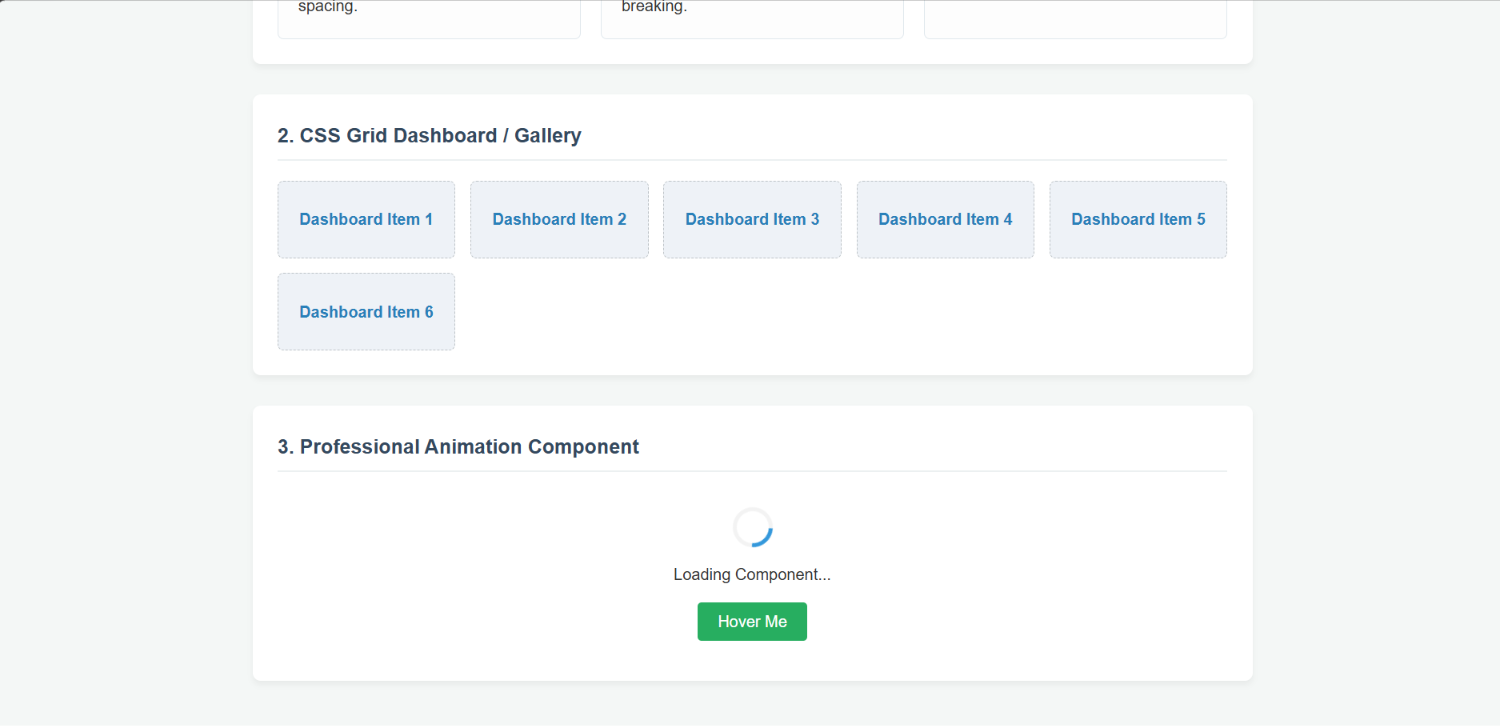 spacing.
breaking.
2. CSS Grid Dashboard / Gallery
Dashboard Item 1
Dashboard Item 2
Dashboard Item 3
Dashboard Item 4
Dashboard Item 5
Dashboard Item 6
3. Professional Animation Component
Loading Component...
Hover Me